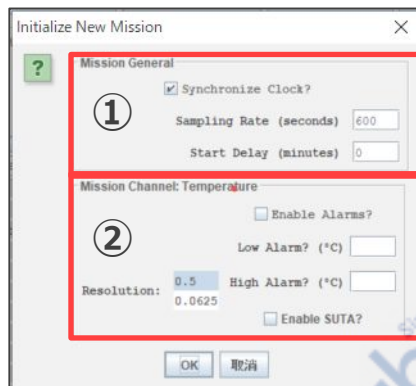 Initialize New Mission
?
Mission General
①
Synchronize Clock?
Sampling Rate (seconds) 600
Start Delay (minutes) 0
Mission Channel: Temperature
②
Enable Alarms?
Low Alarm? (°C)
High Alarm? (°C)
Resolution: 0.5
0.0625
Enable SUTA?
OK 取消